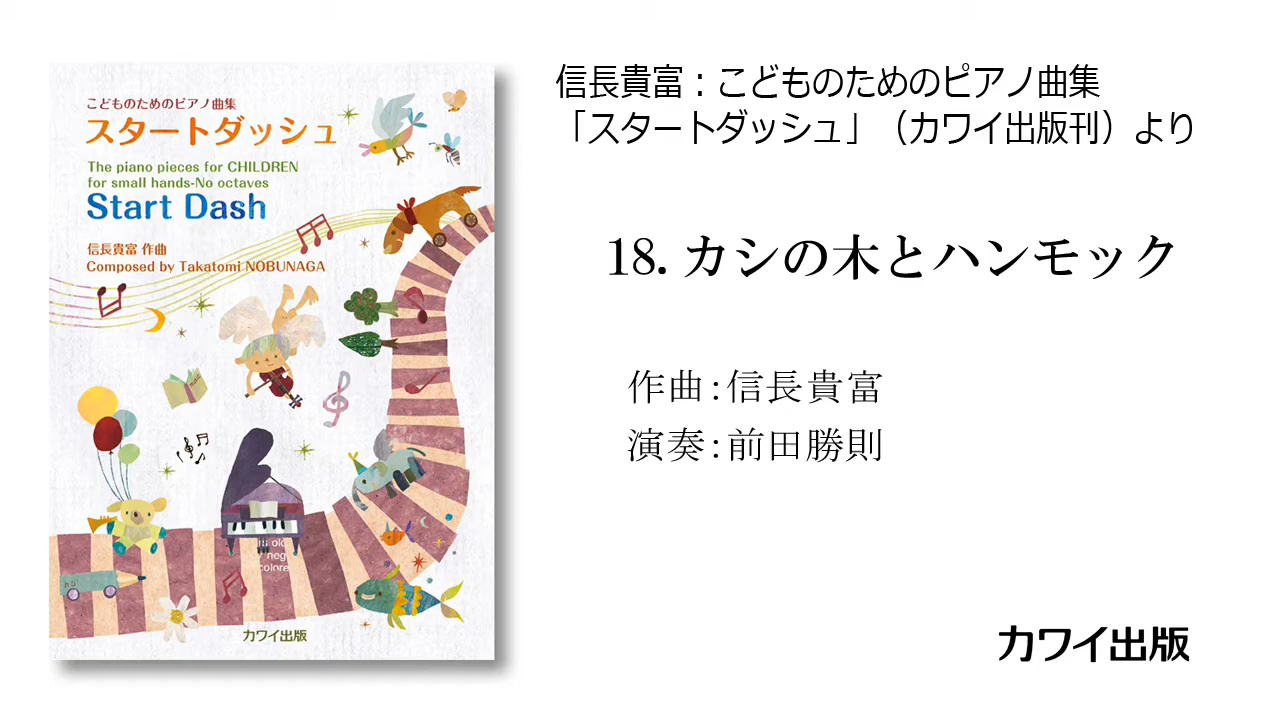 こどものためのピアノ曲集
スタートダッシュ
The piano pieces for CHILDREN
for small hands-No octaves
Start Dash
信長貴富 作曲
Composed by Takatomi NOBUNAGA
カワイ出版
信長貴富:こどものためのピアノ曲集
「スタートダッシュ」(カワイ出版刊)より
18. カシの木とハンモック
作曲:信長貴富
演奏:前田勝則
カワイ出版